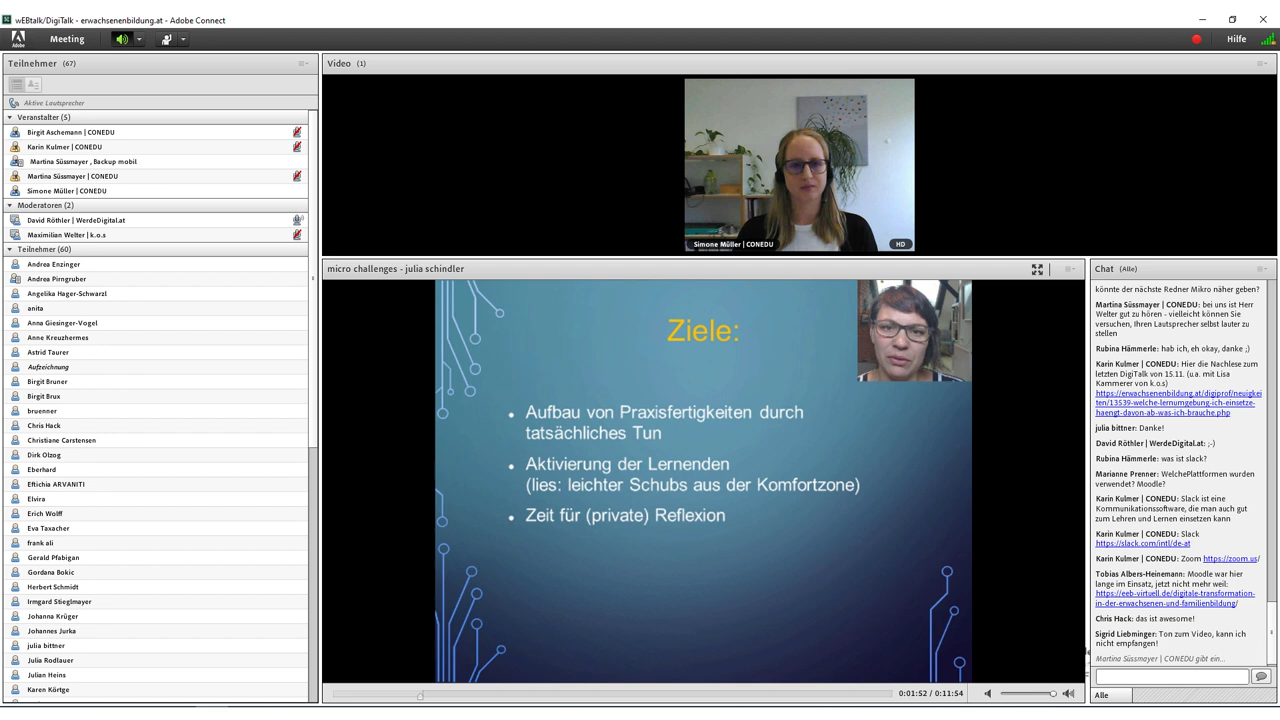 wEBtalk/DigiTalk - erwachsenenbildung.at - Adobe Connect
Adobe
Meeting
Hilfe
Teilnehmer (67)
Aktive Lautsprecher
Veranstalter (5)
Birgit Aschemann | CONEDU
Karin Kulmer | CONEDU
Martina Süssmayer , Backup mobil
Martina Süssmayer | CONEDU
Simone Müller | CONEDU
Moderatoren (2)
David Röthler | WerdeDigital.at
Maximilian Welter | k.o.s
Teilnehmer (60)
Andrea Enzinger
Andrea Pirngruber
Angelika Hager-Schwarzl
anita
Anna Giesinger-Vogel
Anne Kreuzhermes
Astrid Taurer
Aufzeichnung
Birgit Bruner
Birgit Brux
bruenner
Chris Hack
Christiane Carstensen
Dirk Olzog
Eberhard
Eftichia ARVANITI
Elvira
Erich Wolff
Eva Taxacher
frank ali
Gerald Pfabigan
Gordana Bokic
Herbert Schmidt
Irmgard Stieglmayer
Johanna Krüger
Johannes Jurka
julia bittner
Julia Rodlauer
Julian Heins
Karen Körtge
Video (1)
Simone Müller | CONEDU
HD
micro challenges - julia schindler
Ziele:
• Aufbau von Praxisfertigkeiten durch
tatsächliches Tun
• Aktivierung der Lernenden
(lies: leichter Schubs aus der Komfortzone)
• Zeit für (private) Reflexion
0:01:52 / 0:11:54
Chat (Alle)
könnte der nächste Redner Mikro näher geben?
Martina Süssmayer | CONEDU: bei uns ist Herr
Welter gut zu hören - vielleicht können Sie
versuchen, Ihren Lautsprecher selbst lauter zu
stellen
Rubina Hämmerle: hab ich, eh okay, danke ;)
Karin Kulmer | CONEDU: Hier die Nachlese zum
letzten DigiTalk von 15.11. (u.a. mit Lisa
Kammerer von k.o.s)
https://erwachsenenbildung.at/digiprof/neuigkei
ten/13539-welche-lernumgebung-ich-einsetze-
haengt-davon-ab-was-ich-brauche.php
julia bittner: Danke!
David Röthler | WerdeDigital.at: ;-)
Rubina Hämmerle: was ist slack?
Marianne Prenner: WelchePlattformen wurden
verwendet? Moodle?
Karin Kulmer | CONEDU: Slack ist eine
Kommunikationssoftware, die man auch gut
zum Lehren und Lernen einsetzen kann
Karin Kulmer | CONEDU: Slack
https://slack.com/intl/de-at
Karin Kulmer | CONEDU: Zoom https://zoom.us/
Tobias Albers-Heinemann: Moodle war hier
lange im Einsatz, jetzt nicht mehr weil:
https://eeb-virtuell.de/digitale-transformation-
in-der-erwachsenen-und-familienbildung/
Chris Hack: das ist awesome!
Sigrid Liebminger: Ton zum Video, kann ich
nicht empfangen!
Martina Süssmayer | CONEDU gibt ein...
Alle